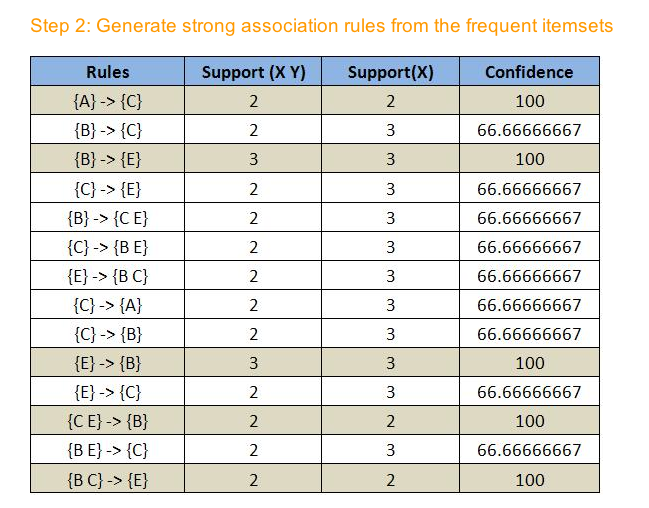 Step 2: Generate strong association rules from the frequent itemsets
Rules Support (X Y) Support(X) Confidence
{A} -> {C} 2 2 100
{B} -> {C} 2 3 66.66666667
{B} -> {E} 3 3 100
{C} -> {E} 2 3 66.66666667
{B} -> {C E} 2 3 66.66666667
{C} -> {B E} 2 3 66.66666667
{E} -> {B C} 2 3 66.66666667
{C} -> {A} 2 3 66.66666667
{C} -> {B} 2 3 66.66666667
{E} -> {B} 3 3 100
{E} -> {C} 2 3 66.66666667
{C E} -> {B} 2 2 100
{B E} -> {C} 2 3 66.66666667
{B C} -> {E} 2 2 100